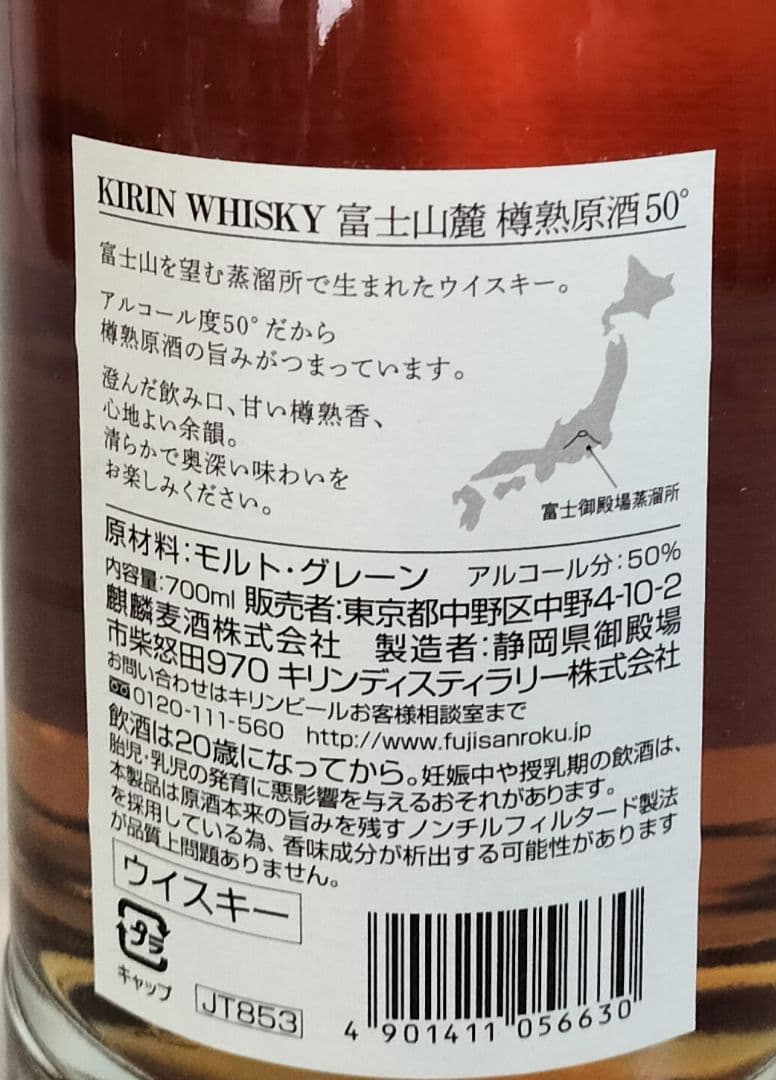 KIRIN WHISKY 富士山麓 樽熟原酒50°
富士山を望む蒸溜所で生まれたウイスキー。
アルコール度50°だから
樽熟原酒の旨みがつまっています。
澄んだ飲み口、甘い樽熟香、
心地よい余韻。
清らかで奥深い味わいを
お楽しみください。
富士御殿場蒸溜所
原材料:モルト・グレーン アルコール分:50%
内容量:700ml 販売者:東京都中野区中野4-10-2
麒麟麦酒株式会社 製造者:静岡県御殿場
市柴怒田970 キリンディスティラリー株式会社
お問い合わせはキリンビールお客様相談室まで
0120-111-560 http://www.fujisanroku.jp
飲酒は20歳になってから。妊娠中や授乳期の飲酒は、
胎児・乳児の発育に悪影響を与えるおそれがあります。
本製品は原酒本来の旨みを残すノンチルフィルタード製法
を採用している為、香味成分が析出する可能性があります
が品質上問題ありません。
ウイスキー
プラ
キャップ
JT853
4 901411 056630